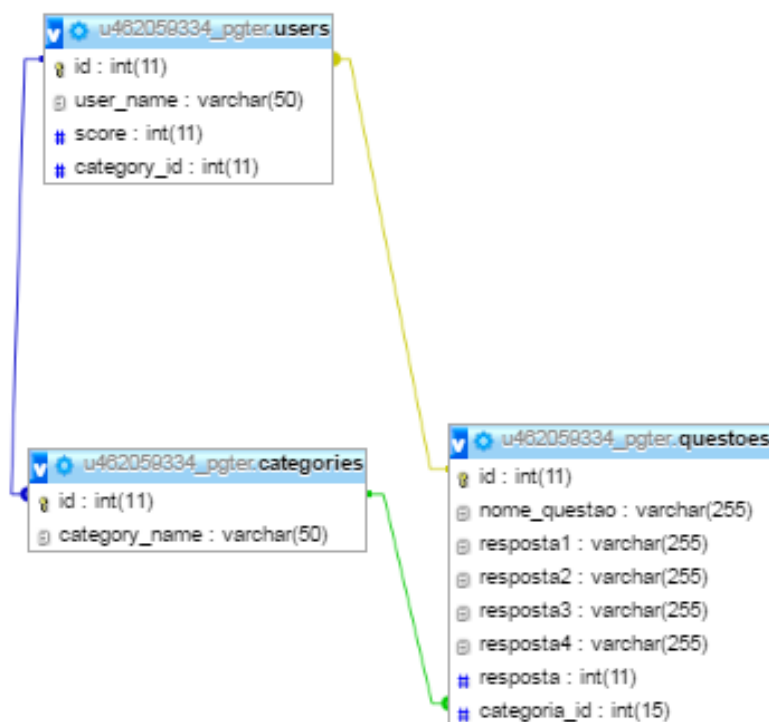 u462059334_pgter.users
id : int(11)
user_name : varchar(50)
score : int(11)
category_id : int(11)
u462059334_pgter.categories
id : int(11)
category_name : varchar(50)
u462059334_pgter.questoes
id : int(11)
nome_questao : varchar(255)
resposta1 : varchar(255)
resposta2 : varchar(255)
resposta3 : varchar(255)
resposta4 : varchar(255)
resposta : int(11)
categoria_id : int(15)